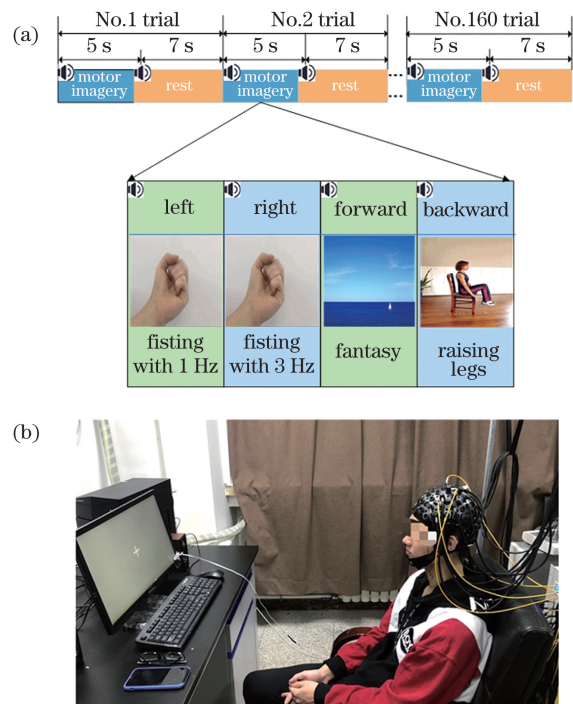 (a)
No.1 trial
No.2 trial
No.160 trial
5 s
7 s
5 s
7 s
5 s
7 s
motor
imagery
rest
motor
imagery
rest
motor
imagery
rest
left
right
forward
backward
fisting
with 1 Hz
fisting
with 3 Hz
fantasy
raising
legs
(b)